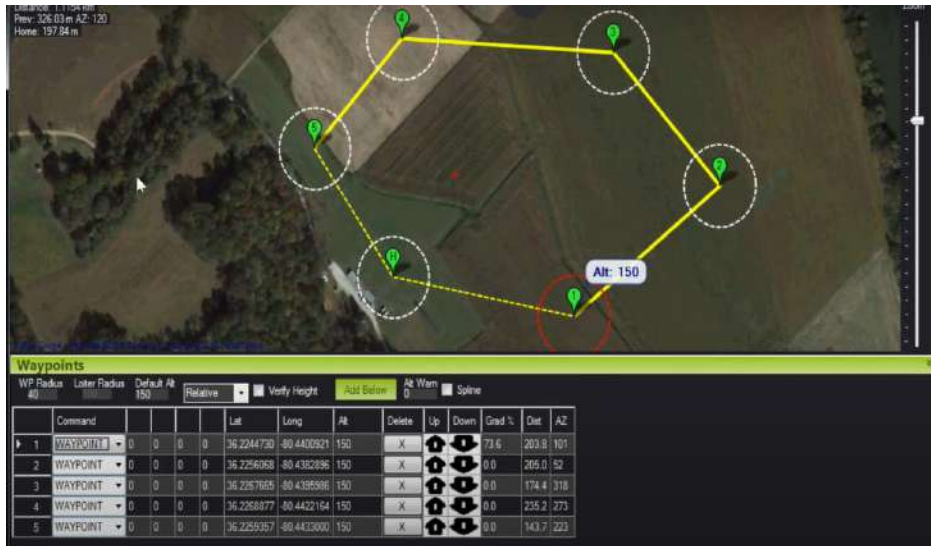 Distance: 1.1154 km
Prev: 326.03 m AZ: 120
Home: 197.84 m
Zoom
4
3
5
2
H
Alt: 150
1
Waypoints
WP Radius Loiter Radius Default Alt Alt Warn
40 150 Relative Verify Height Add Below 0 Spline
Command Lat Long Alt Delete Up Down Grad % Dist AZ
1 WAYPOINT 0 0 0 0 36.2244730 -80.4400921 150 X 73.6 203.8 101
2 WAYPOINT 0 0 0 0 36.2256068 -80.4382896 150 X 0.0 205.0 52
3 WAYPOINT 0 0 0 0 36.2267665 -80.4395986 150 X 0.0 174.4 318
4 WAYPOINT 0 0 0 0 36.2268877 -80.4422164 150 X 0.0 235.2 273
5 WAYPOINT 0 0 0 0 36.2259357 -80.4433000 150 X 0.0 143.7 223